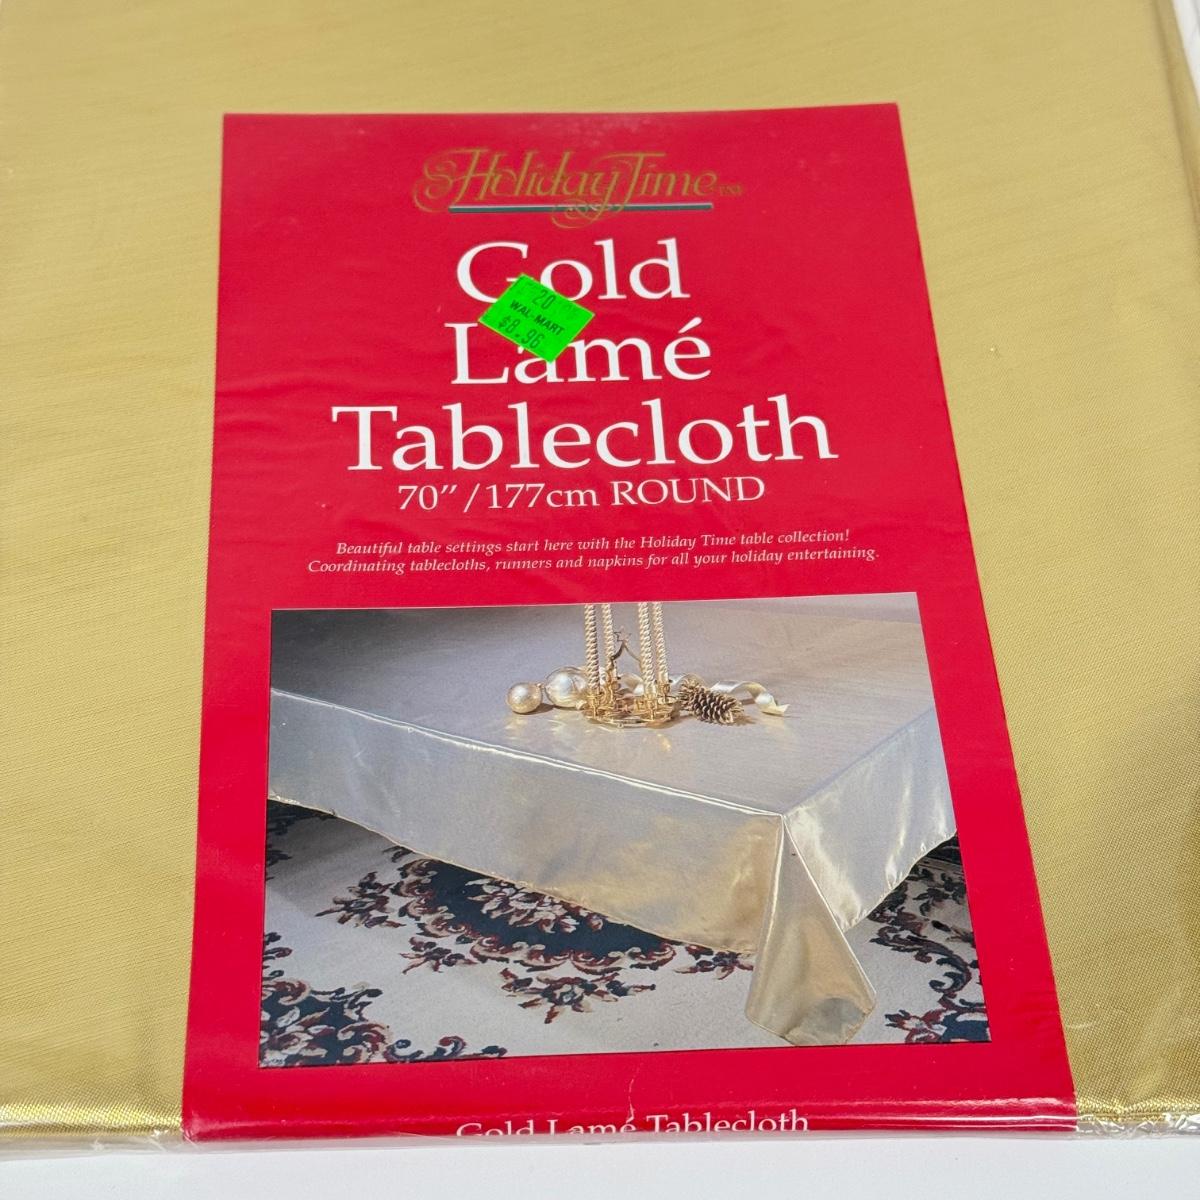 Holiday Time TM
Gold
20
WAL-MART
$8.96
Lamé
Tablecloth
70"/177cm ROUND
Beautiful table settings start here with the Holiday Time table collection!
Coordinating tablecloths, runners and napkins for all your holiday entertaining.
Gold Lamé Tablecloth